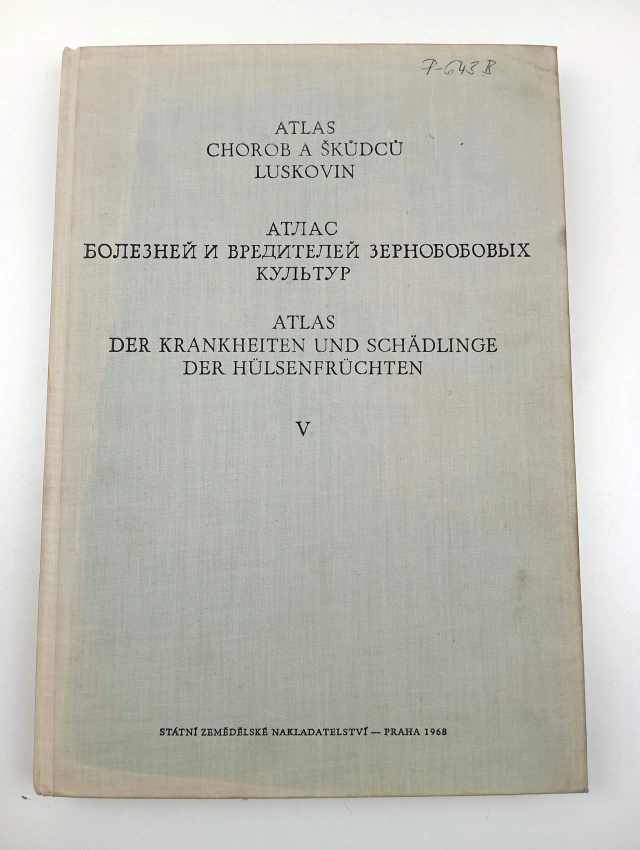 P-643 B
ATLAS
CHOROB A ŠKŮDCŮ
LUSKOVIN
АТЛАС
БОЛЕЗНЕЙ И ВРЕДИТЕЛЕЙ ЗЕРНОБОБОВЫХ
КУЛЬТУР
ATLAS
DER KRANKHEITEN UND SCHÄDLINGE
DER HÜLSENFRÜCHTEN
V
STÁTNÍ ZEMĚDĚLSKÉ NAKLADATELSTVÍ — PRAHA 1968